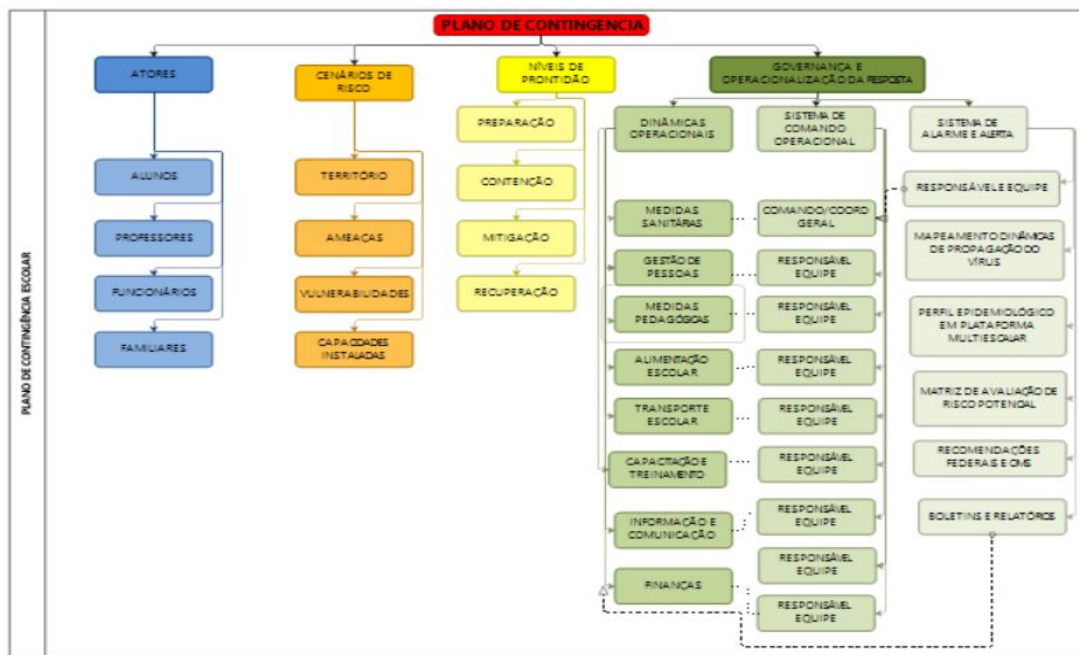 PLANO DE CONTINGENCIA
PLANO DE CONTINGÊNCIA ESCOLAR
ATORES
ALUNOS
PROFESSORES
FUNCIONÁRIOS
FAMILIARES
CENÁRIOS DE
RISCO
TERRITÓRIO
AMEAÇAS
VULNERABILIDADES
CAPACIDADES
INSTALADAS
NÍVEIS DE
PRONTIDÃO
PREPARAÇÃO
CONTENÇÃO
MITIGAÇÃO
RECUPERAÇÃO
GOVERNANÇA E
OPERACIONALIZAÇÃO DA RESPOSTA
DINÂMICAS
OPERACIONAIS
MEDIDAS
SANITÁRIAS
GESTÃO DE
PESSOAS
MEDIDAS
PEDAGÓGICAS
ALIMENTAÇÃO
ESCOLAR
TRANSPORTE
ESCOLAR
CAPACITAÇÃO E
TREINAMENTO
INFORMAÇÃO E
COMUNICAÇÃO
FINANÇAS
SISTEMA DE
COMANDO
OPERACIONAL
COMANDO/COORD
GERAL
RESPONSÁVEL
EQUIPE
RESPONSÁVEL
EQUIPE
RESPONSÁVEL
EQUIPE
RESPONSÁVEL
EQUIPE
RESPONSÁVEL
EQUIPE
RESPONSÁVEL
EQUIPE
RESPONSÁVEL
EQUIPE
RESPONSÁVEL
EQUIPE
SISTEMA DE
ALARME E ALERTA
RESPONSÁVEL E EQUIPE
MAPEAMENTO DINÂMICAS
DE PROPAGAÇÃO DO
VÍRUS
PERFIL EPIDEMIOLÓGICO
EM PLATAFORMA
MULTIESCALAR
MATRIZ DE AVALIAÇÃO DE
RISCO POTENCIAL
RECOMENDAÇÕES
FEDERAIS E OMS
BOLETINS E RELATÓRIOS